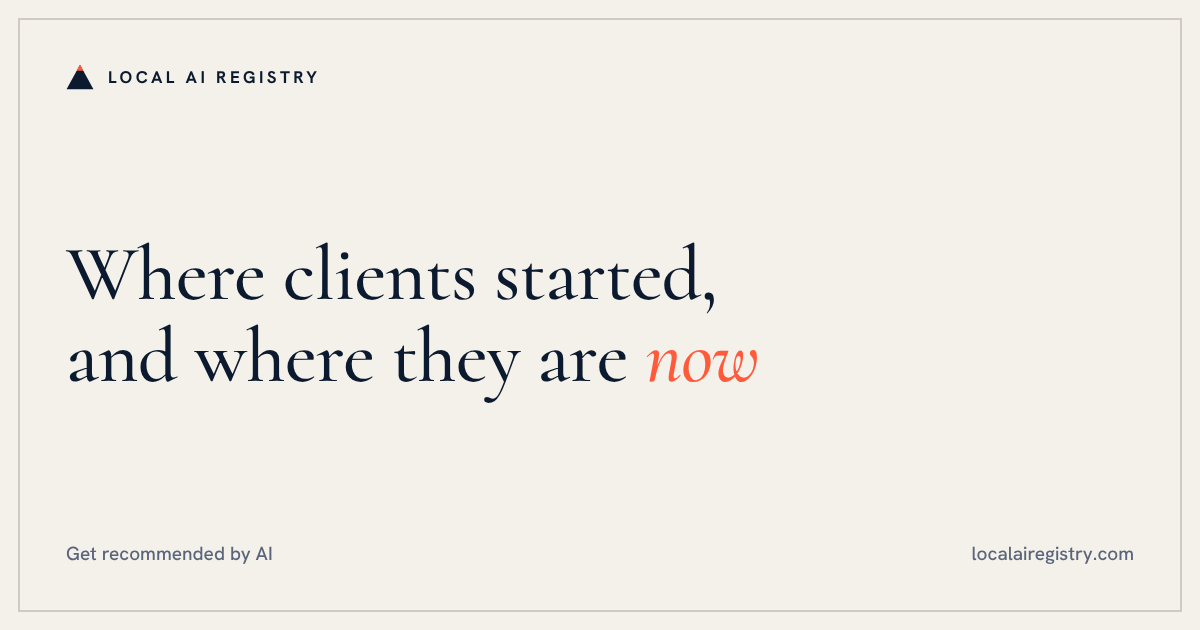 LOCAL AI REGISTRY
Where clients started,
and where they are now
Get recommended by AI
localairegistry.com